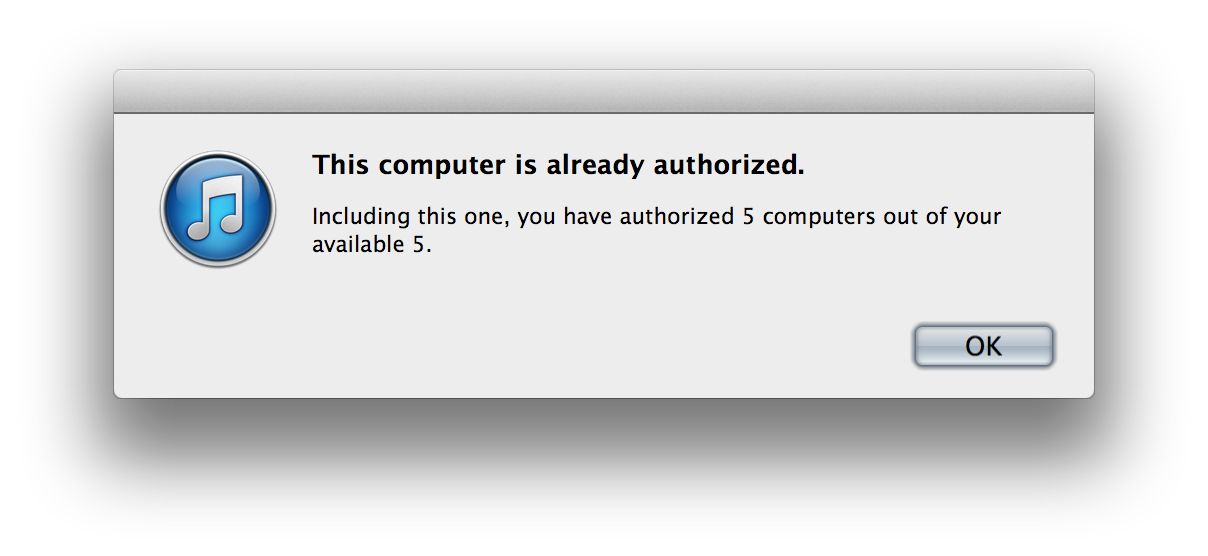 This computer is already authorized.
Including this one, you have authorized 5 computers out of your
available 5.
OK